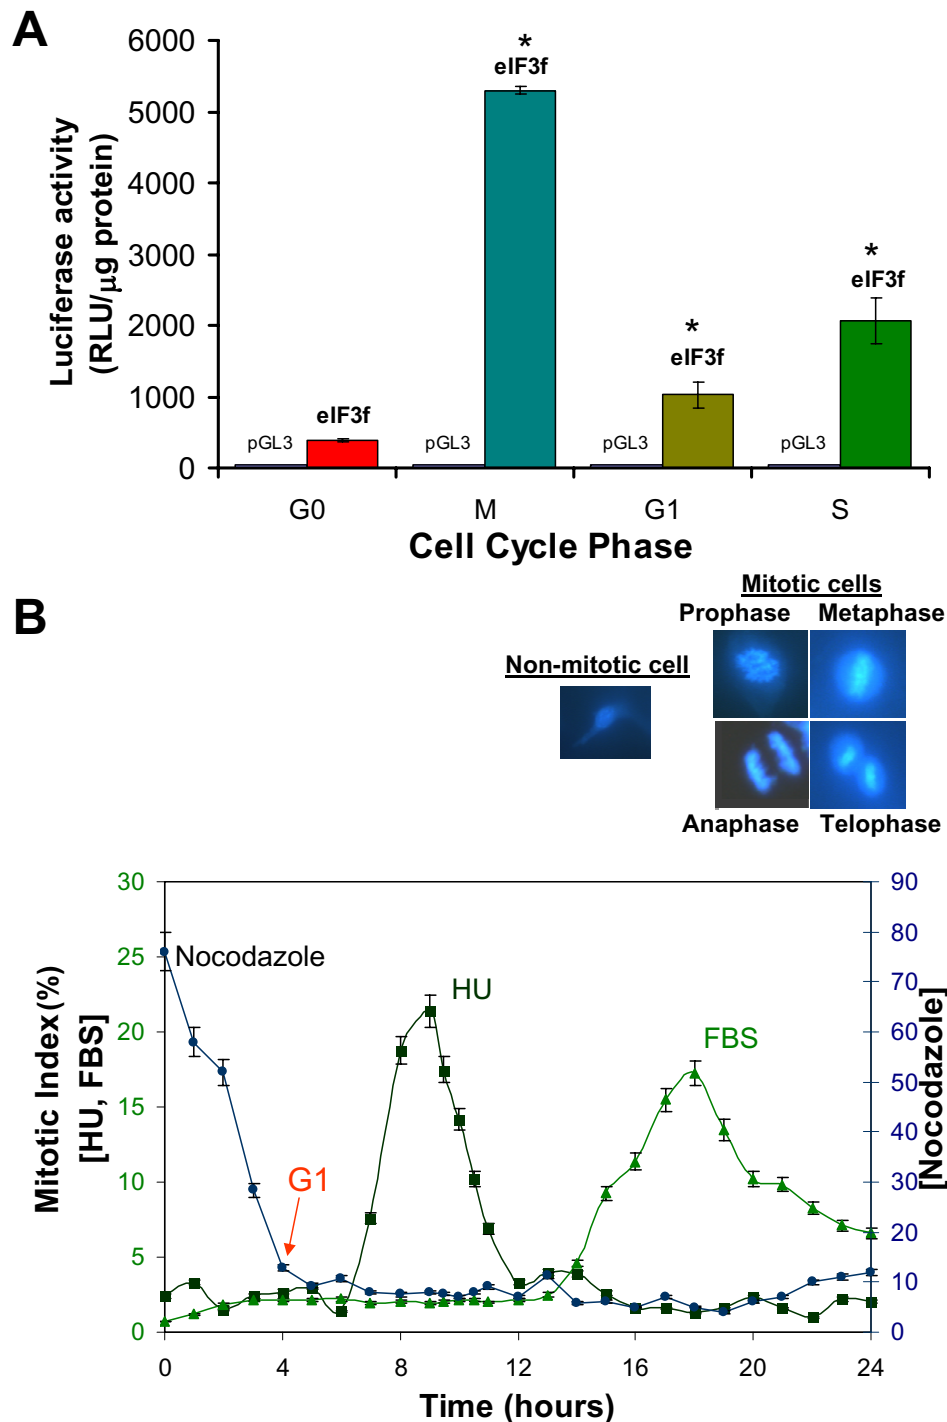 A
Luciferase activity
(RLU/μg protein)
6000
5000
4000
3000
2000
1000
0
pGL3
eIF3f
pGL3
*
eIF3f
pGL3
*
eIF3f
pGL3
*
eIF3f
G0 M G1 S
Cell Cycle Phase
B
Non-mitotic cell
Mitotic cells
Prophase Metaphase
Anaphase Telophase
Mitotic Index(%)
[HU, FBS]
30
25
20
15
10
5
0
Nocodazole
G1
HU
FBS
90
80
70
60
50
40
30
20
10
0
[Nocodazole]
0 4 8 12 16 20 24
Time (hours)